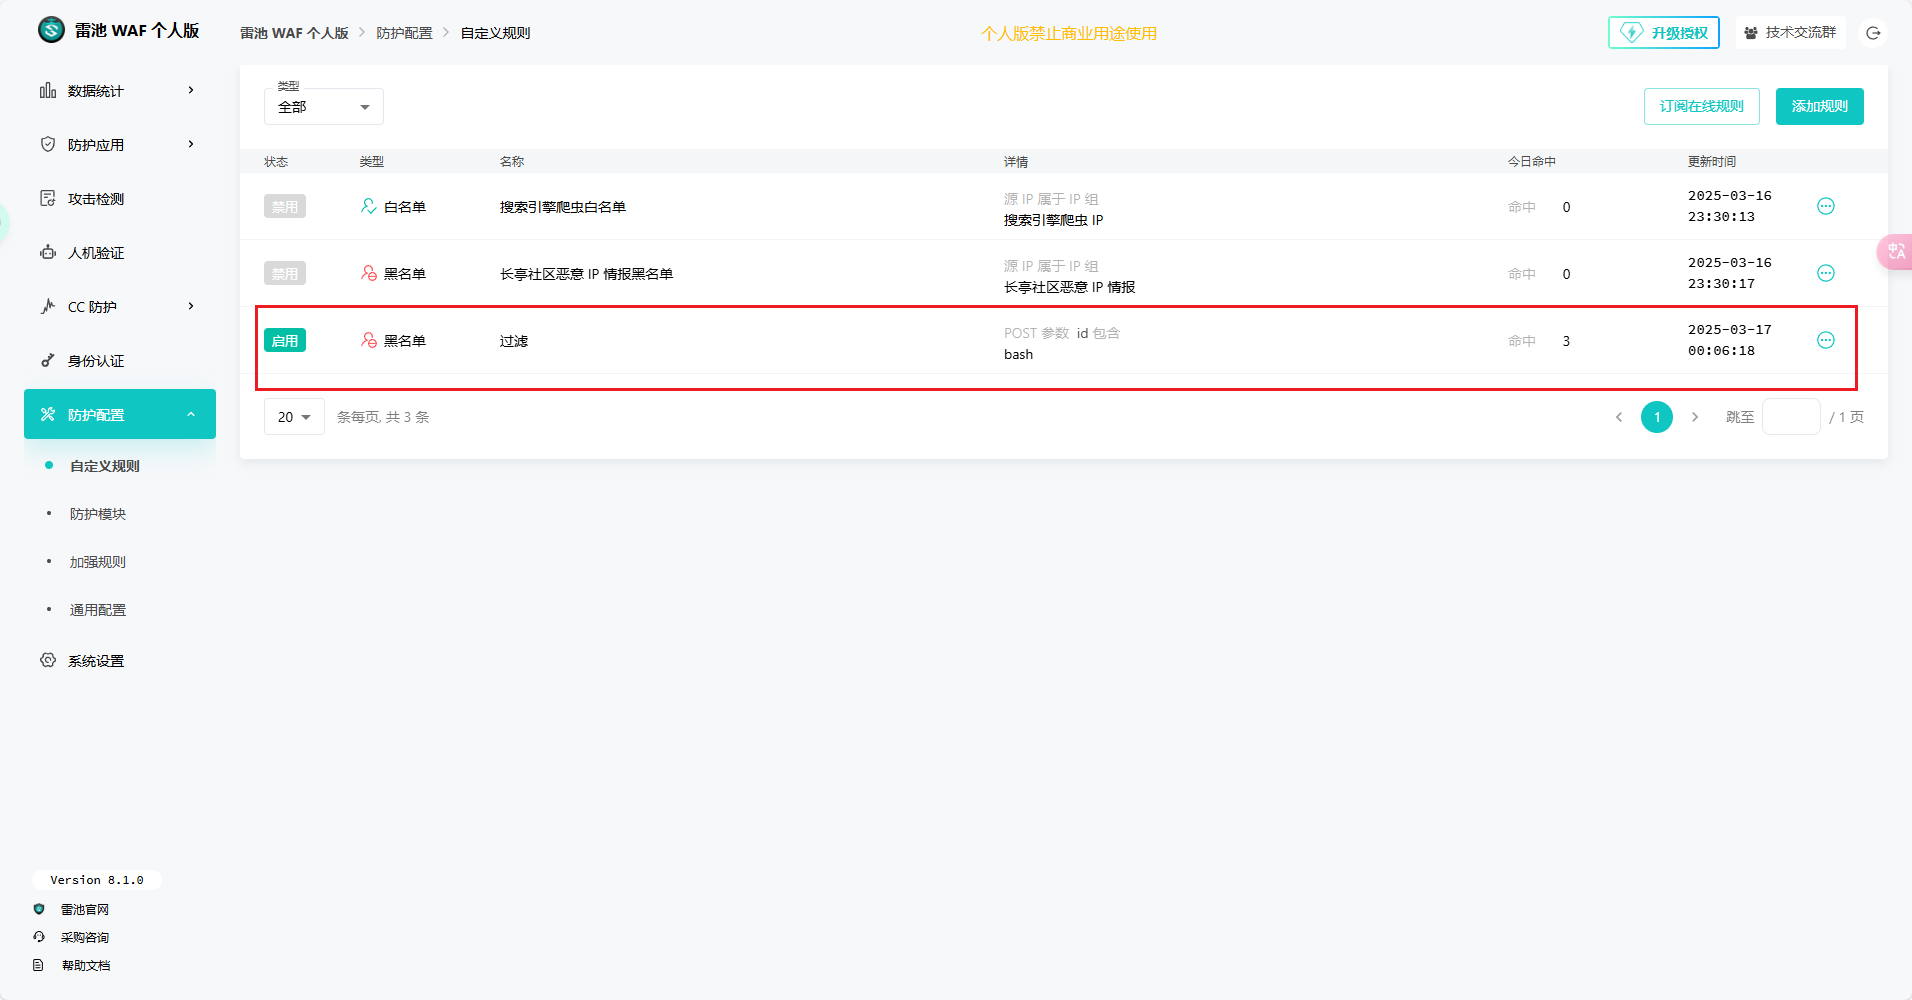 雷池 WAF 个人版
雷池 WAF 个人版 > 防护配置 > 自定义规则
个人版禁止商业用途使用
升级授权
技术交流群
数据统计
防护应用
攻击检测
人机验证
CC 防护
身份认证
防护配置
自定义规则
防护模块
加强规则
通用配置
系统设置
Version 8.1.0
雷池官网
采购咨询
帮助文档
类型
全部
订阅在线规则
添加规则
状态 类型 名称 详情 今日命中 更新时间
禁用 白名单 搜索引擎爬虫白名单 源 IP 属于 IP 组 命中 0 2025-03-16
搜索引擎爬虫 IP 23:30:13
禁用 黑名单 长亭社区恶意 IP 情报黑名单 源 IP 属于 IP 组 命中 0 2025-03-16
长亭社区恶意 IP 情报 23:30:17
启用 黑名单 过滤 POST 参数 id 包含 命中 3 2025-03-17
bash 00:06:18
20 条每页, 共 3 条
1
跳至 / 1 页
中A